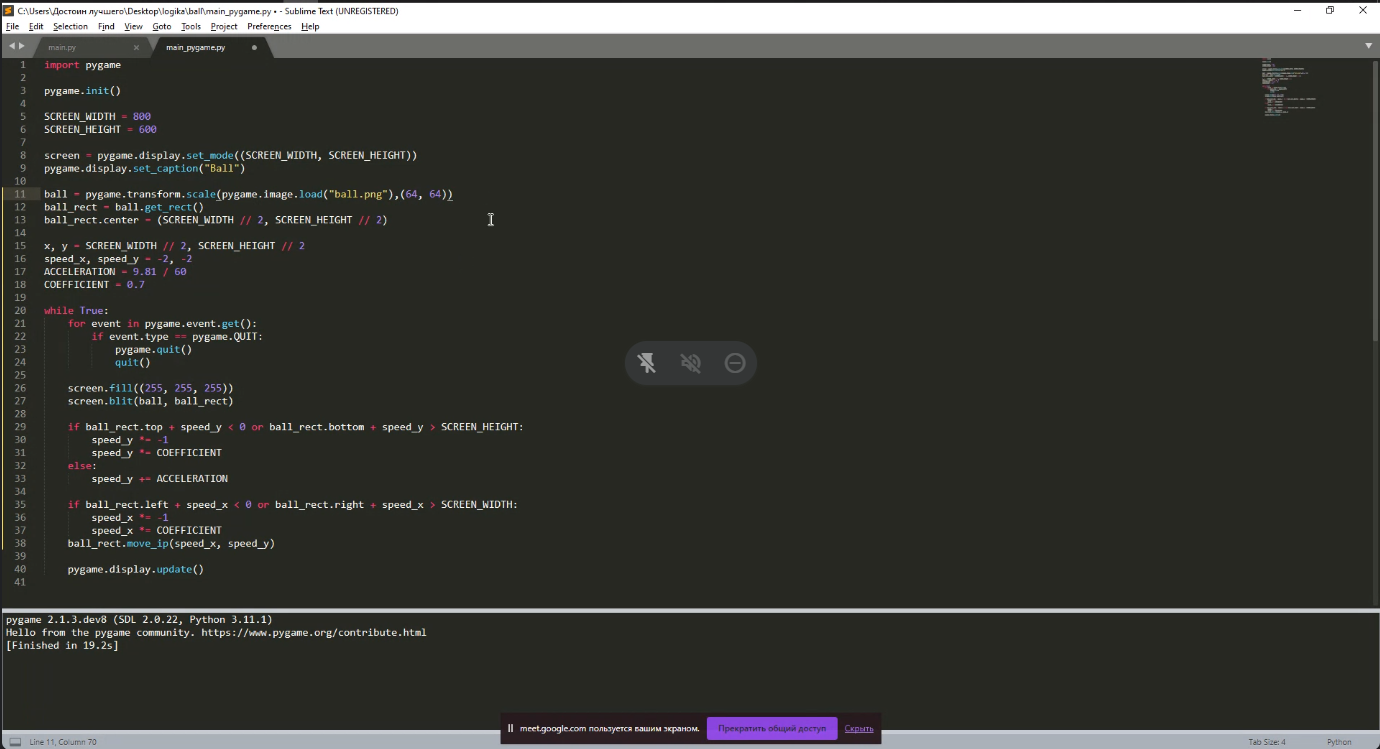 C:\Users\Достоин лучшего\Desktop\logika\ball\main_pygame.py • - Sublime Text (UNREGISTERED)
File Edit Selection Find View Goto Tools Project Preferences Help
main.py × main_pygame.py
1 import pygame
2
3 pygame.init()
4
5 SCREEN_WIDTH = 800
6 SCREEN_HEIGHT = 600
7
8 screen = pygame.display.set_mode((SCREEN_WIDTH, SCREEN_HEIGHT))
9 pygame.display.set_caption("Ball")
10
11 ball = pygame.transform.scale(pygame.image.load("ball.png"),(64, 64))
12 ball_rect = ball.get_rect()
13 ball_rect.center = (SCREEN_WIDTH // 2, SCREEN_HEIGHT // 2)
14
15 x, y = SCREEN_WIDTH // 2, SCREEN_HEIGHT // 2
16 speed_x, speed_y = -2, -2
17 ACCELERATION = 9.81 / 60
18 COEFFICIENT = 0.7
19
20 while True:
21 for event in pygame.event.get():
22 if event.type == pygame.QUIT:
23 pygame.quit()
24 quit()
25
26 screen.fill((255, 255, 255))
27 screen.blit(ball, ball_rect)
28
29 if ball_rect.top + speed_y < 0 or ball_rect.bottom + speed_y > SCREEN_HEIGHT:
30 speed_y *= -1
31 speed_y *= COEFFICIENT
32 else:
33 speed_y += ACCELERATION
34
35 if ball_rect.left + speed_x < 0 or ball_rect.right + speed_x > SCREEN_WIDTH:
36 speed_x *= -1
37 speed_x *= COEFFICIENT
38 ball_rect.move_ip(speed_x, speed_y)
39
40 pygame.display.update()
41
pygame 2.1.3.dev8 (SDL 2.0.22, Python 3.11.1)
Hello from the pygame community. https://www.pygame.org/contribute.html
[Finished in 19.2s]
meet.google.com пользуется вашим экраном. Прекратить общий доступ Скрыть
Line 11, Column 70 Tab Size: 4 Python